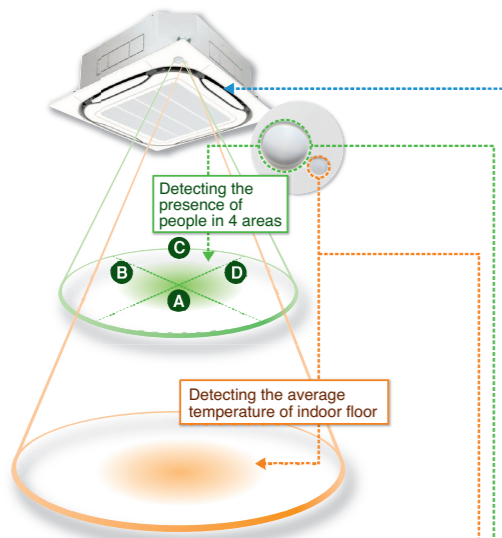 Detecting the
presence of
people in 4 areas
C
B
D
A
Detecting the average
temperature of indoor floor